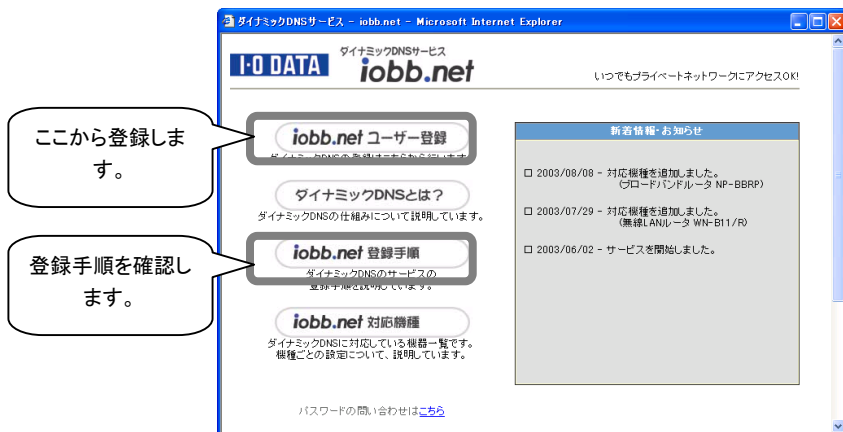 ダイナミックDNSサービス - iobb.net - Microsoft Internet Explorer
I-O DATA
ダイナミックDNSサービス
iobb.net
いつでもプライベートネットワークにアクセスOK!
ここから登録しま
す。
iobb.net ユーザー登録
ダイナミックDNSの登録はこちらから行います
ダイナミックDNSとは?
ダイナミックDNSの仕組みについて説明しています。
登録手順を確認し
ます。
iobb.net 登録手順
ダイナミックDNSのサービスの
登録手順を説明しています。
iobb.net 対応機種
ダイナミックDNSに対応している機器一覧です。
機種ごとの設定について、説明しています。
パスワードの問い合わせはこちら
新着情報・お知らせ
2003/08/08 - 対応機種を追加しました。
(ブロードバンドルータ NP-BBRP)
2003/07/29 - 対応機種を追加しました。
(無線LANルータ WN-B11/R)
2003/06/02 - サービスを開始しました。